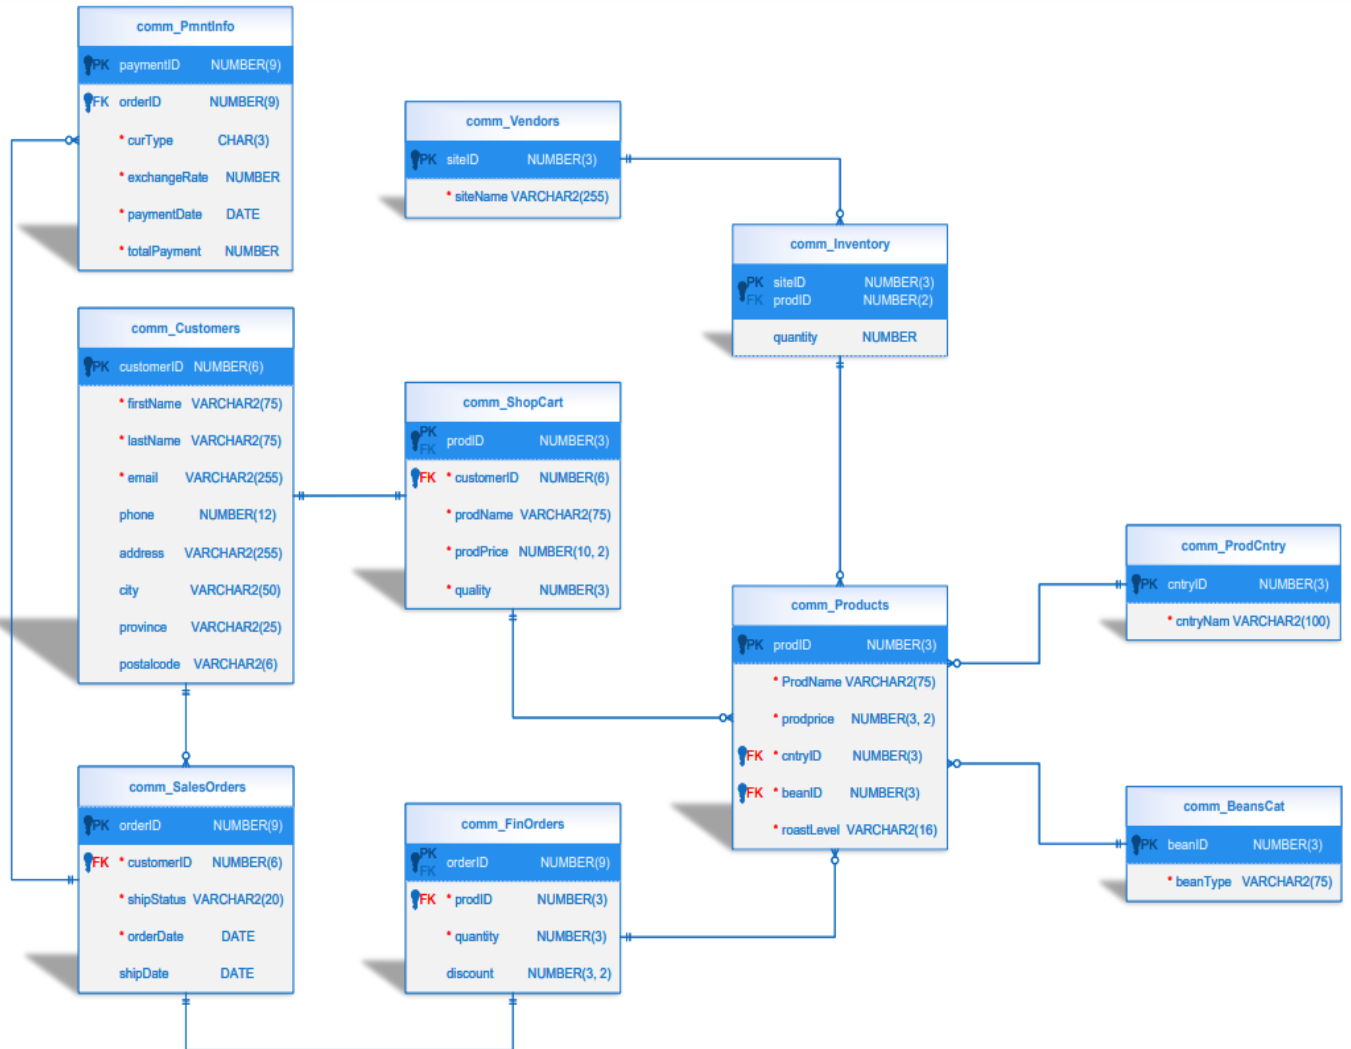 comm_PmntInfo
PK paymentID NUMBER(9)
FK orderID NUMBER(9)
* curType CHAR(3)
* exchangeRate NUMBER
* paymentDate DATE
* totalPayment NUMBER
comm_Vendors
PK siteID NUMBER(3)
* siteName VARCHAR2(255)
comm_Inventory
PK siteID NUMBER(3)
FK prodID NUMBER(2)
quantity NUMBER
comm_Customers
PK customerID NUMBER(6)
* firstName VARCHAR2(75)
* lastName VARCHAR2(75)
* email VARCHAR2(255)
phone NUMBER(12)
address VARCHAR2(255)
city VARCHAR2(50)
province VARCHAR2(25)
postalcode VARCHAR2(6)
comm_ShopCart
PK
FK prodID NUMBER(3)
FK * customerID NUMBER(6)
* prodName VARCHAR2(75)
* prodPrice NUMBER(10, 2)
* quality NUMBER(3)
comm_ProdCntry
PK cntryID NUMBER(3)
* cntryNam VARCHAR2(100)
comm_Products
PK prodID NUMBER(3)
* ProdName VARCHAR2(75)
* prodprice NUMBER(3, 2)
FK * cntryID NUMBER(3)
FK * beanID NUMBER(3)
* roastLevel VARCHAR2(16)
comm_SalesOrders
PK orderID NUMBER(9)
FK * customerID NUMBER(6)
* shipStatus VARCHAR2(20)
* orderDate DATE
shipDate DATE
comm_FinOrders
PK
FK orderID NUMBER(9)
FK * prodID NUMBER(3)
* quantity NUMBER(3)
discount NUMBER(3, 2)
comm_BeansCat
PK beanID NUMBER(3)
* beanType VARCHAR2(75)